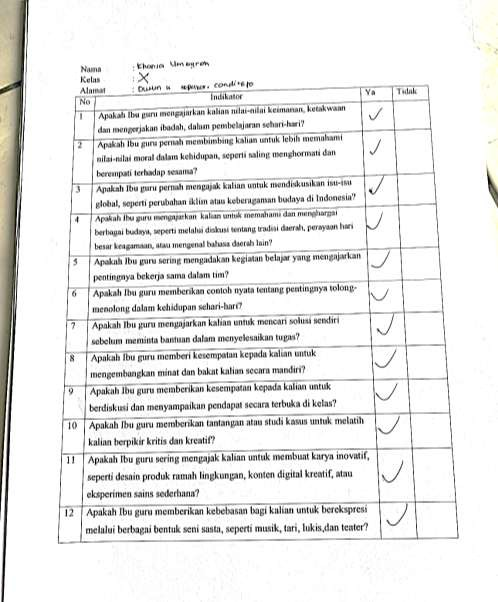 Nama : Khansa Umayroh
Kelas : X
Alamat : Dusun
No Indikator Ya Tidak
1 Apakah Ibu guru mengajarkan kalian nilai-nilai keimanan, ketakwaan
dan mengerjakan ibadah, dalam pembelajaran sehari-hari? ✓
2 Apakah Ibu guru pernah membimbing kalian untuk lebih memahami
nilai-nilai moral dalam kehidupan, seperti saling menghormati dan ✓
berempati terhadap sesama?
3 Apakah Ibu guru pernah mengajak kalian untuk mendiskusikan isu-isu
global, seperti perubahan iklim atau keberagaman budaya di Indonesia? ✓
4 Apakah Ibu guru mengajarkan kalian untuk memahami dan menghargai
berbagai budaya, seperti melalui diskusi tentang tradisi daerah, perayaan hari ✓
besar keagamaan, atau mengenal bahasa daerah lain?
5 Apakah Ibu guru sering mengadakan kegiatan belajar yang mengajarkan
pentingnya bekerja sama dalam tim? ✓
6 Apakah Ibu guru memberikan contoh nyata tentang pentingnya tolong-
menolong dalam kehidupan sehari-hari? ✓
7 Apakah Ibu guru mengajarkan kalian untuk mencari solusi sendiri
sebelum meminta bantuan dalam menyelesaikan tugas? ✓
8 Apakah Ibu guru memberi kesempatan kepada kalian untuk
mengembangkan minat dan bakat kalian secara mandiri? ✓
9 Apakah Ibu guru memberikan kesempatan kepada kalian untuk
berdiskusi dan menyampaikan pendapat secara terbuka di kelas? ✓
10 Apakah Ibu guru memberikan tantangan atau studi kasus untuk melatih
kalian berpikir kritis dan kreatif? ✓
11 Apakah Ibu guru sering mengajak kalian untuk membuat karya inovatif,
seperti desain produk ramah lingkungan, konten digital kreatif, atau ✓
eksperimen sains sederhana?
12 Apakah Ibu guru memberikan kebebasan bagi kalian untuk berekspresi
melalui berbagai bentuk seni sasta, seperti musik, tari, lukis,dan teater? ✓